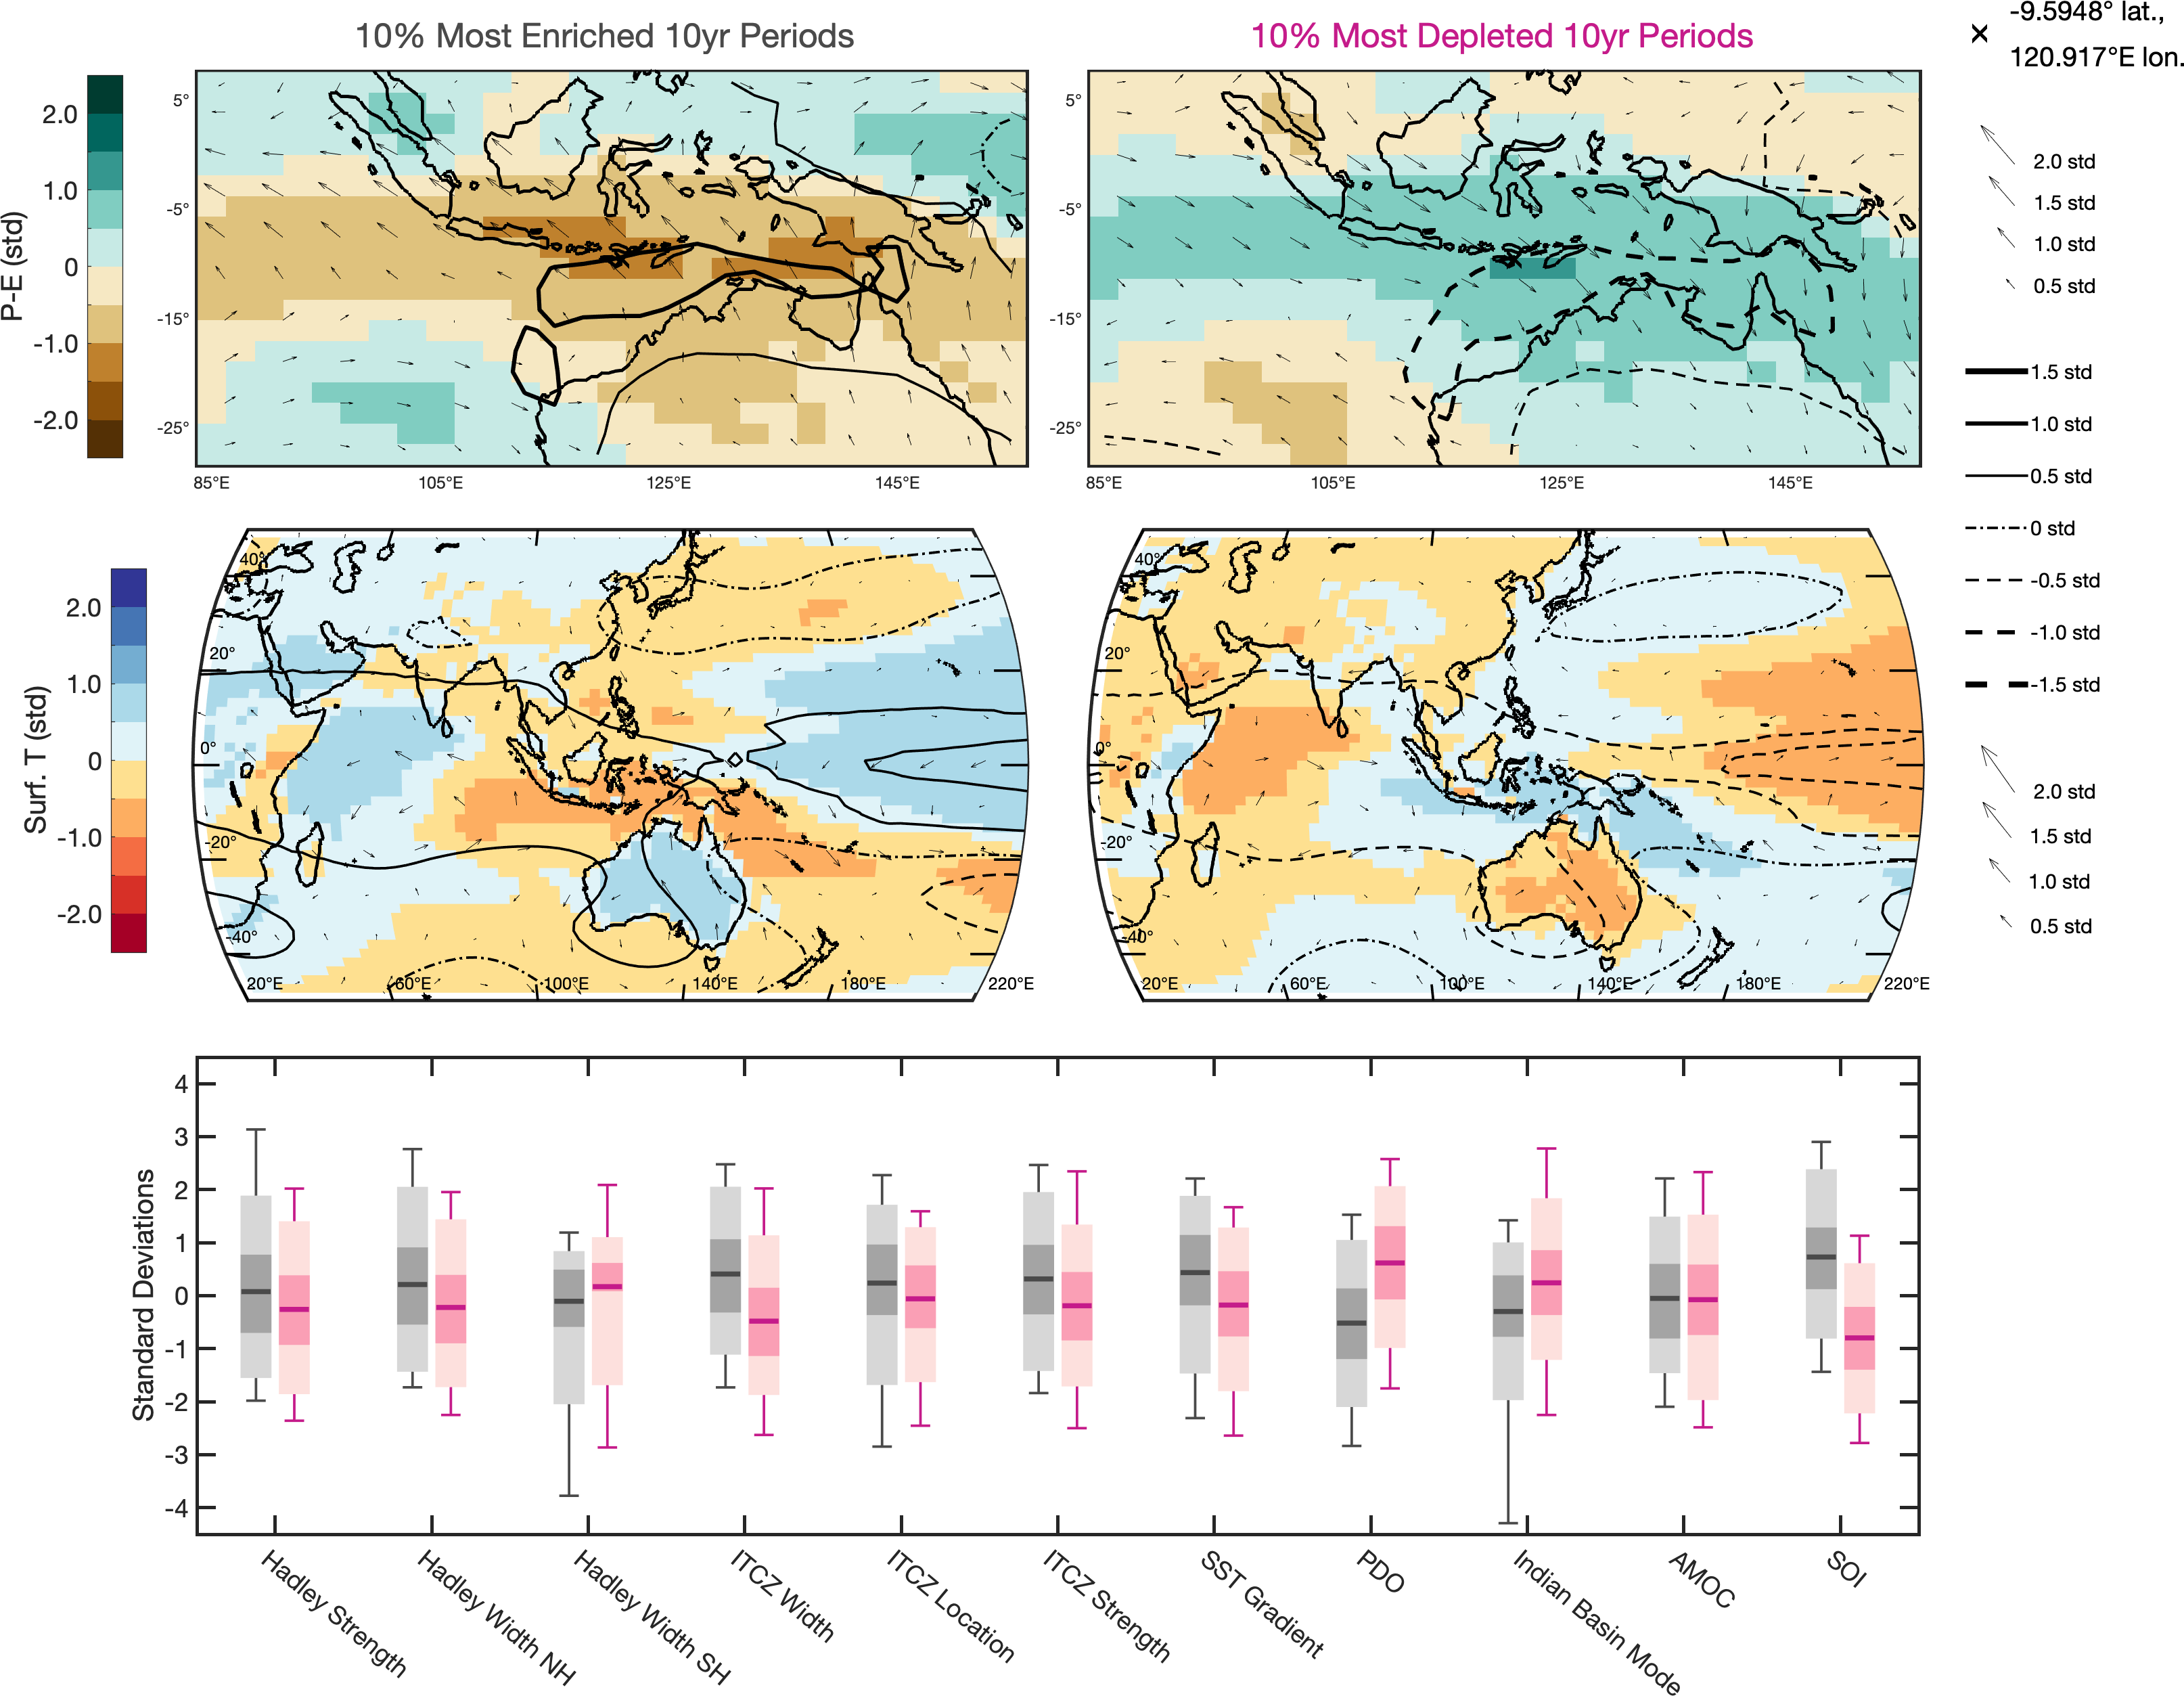 10% Most Enriched 10yr Periods
10% Most Depleted 10yr Periods
-9.5948° lat.,
120.917°E lon.
P-E (std)
2.0
1.0
0
-1.0
-2.0
5°
-5°
-15°
-25°
85°E
105°E
125°E
145°E
5°
-5°
-15°
-25°
85°E
105°E
125°E
145°E
2.0 std
1.5 std
1.0 std
0.5 std
1.5 std
1.0 std
0.5 std
0 std
-0.5 std
-1.0 std
-1.5 std
Surf. T (std)
2.0
1.0
0
-1.0
-2.0
40°
20°
0°
-20°
-40°
20°E
60°E
100°E
140°E
180°E
220°E
40°
20°
0°
-20°
-40°
20°E
60°E
100°E
140°E
180°E
220°E
2.0 std
1.5 std
1.0 std
0.5 std
Standard Deviations
4
3
2
1
0
-1
-2
-3
-4
Hadley Strength
Hadley Width NH
Hadley Width SH
ITCZ Width
ITCZ Location
ITCZ Strength
SST Gradient
PDO
Indian Basin Mode
AMOC
SOI